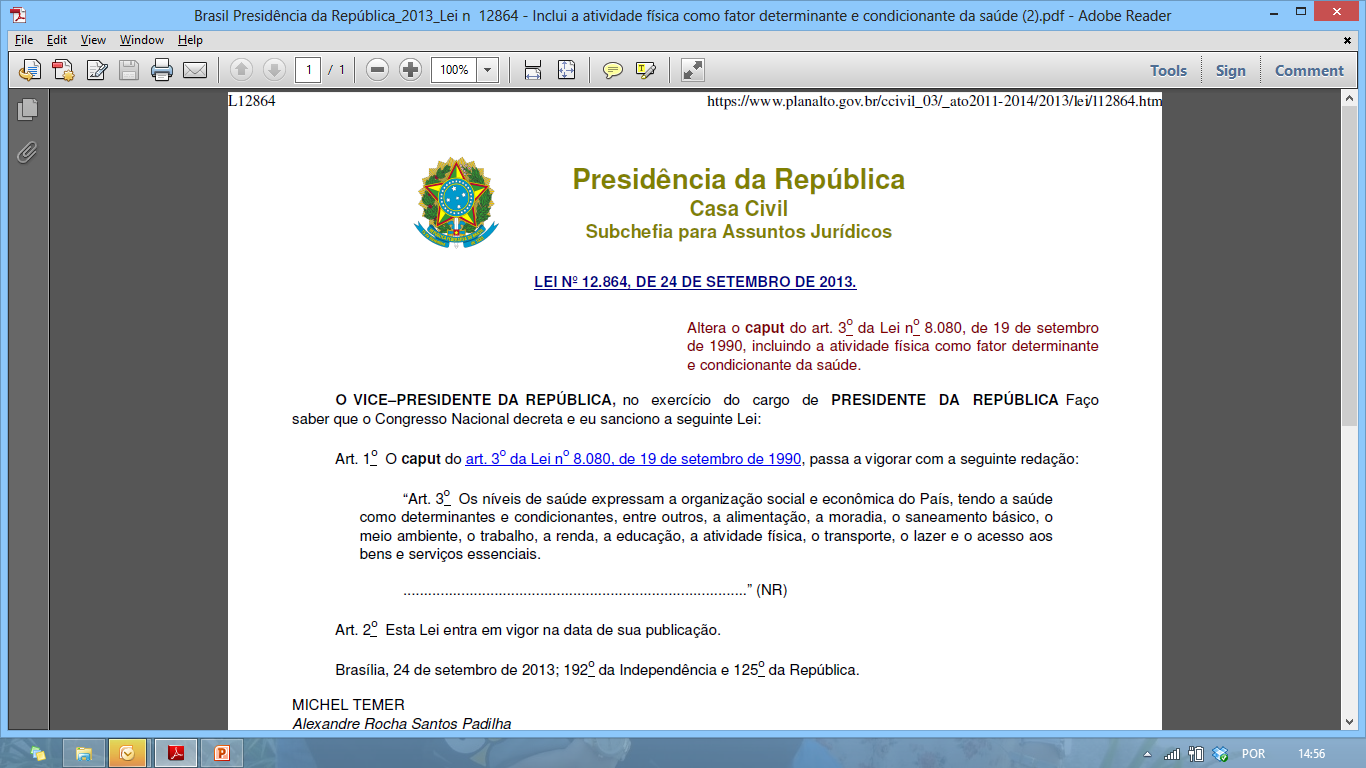 Brasil Presidência da República_2013_Lei n  12864 - Inclui a atividade física como fator determinante e condicionante da saúde (2).pdf - Adobe Reader
File Edit View Window Help
1 / 1 100% Tools Sign Comment
L12864 https://www.planalto.gov.br/ccivil_03/_ato2011-2014/2013/lei/l12864.htm
Presidência da República
Casa Civil
Subchefia para Assuntos Jurídicos
LEI Nº 12.864, DE 24 DE SETEMBRO DE 2013.
Altera o caput do art. 3º da Lei nº 8.080, de 19 de setembro
de 1990, incluindo a atividade física como fator determinante
e condicionante da saúde.
O VICE–PRESIDENTE DA REPÚBLICA, no exercício do cargo de PRESIDENTE DA REPÚBLICA Faço
saber que o Congresso Nacional decreta e eu sanciono a seguinte Lei:
Art. 1º O caput do art. 3º da Lei nº 8.080, de 19 de setembro de 1990, passa a vigorar com a seguinte redação:
“Art. 3º Os níveis de saúde expressam a organização social e econômica do País, tendo a saúde
como determinantes e condicionantes, entre outros, a alimentação, a moradia, o saneamento básico, o
meio ambiente, o trabalho, a renda, a educação, a atividade física, o transporte, o lazer e o acesso aos
bens e serviços essenciais.
...................................................................................” (NR)
Art. 2º Esta Lei entra em vigor na data de sua publicação.
Brasília, 24 de setembro de 2013; 192º da Independência e 125º da República.
MICHEL TEMER
Alexandre Rocha Santos Padilha
POR 14:56